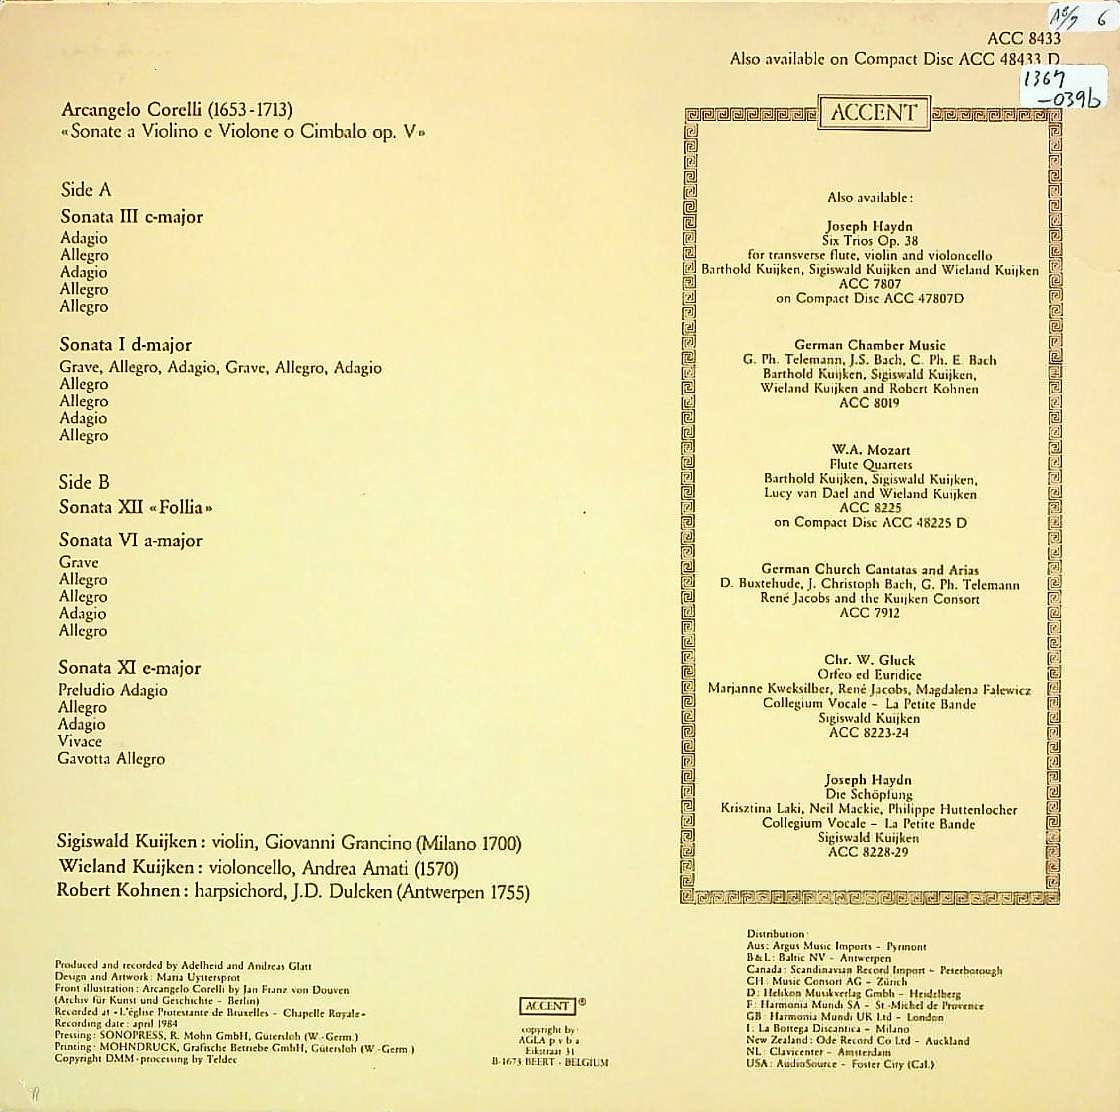 A8/9 6
ACC 8433
Also available on Compact Disc ACC 48433 D
1367
-039b
Arcangelo Corelli (1653-1713)
«Sonate a Violino e Violone o Cimbalo op. V»
Side A
Sonata III c-major
Adagio
Allegro
Adagio
Allegro
Allegro
Sonata I d-major
Grave, Allegro, Adagio, Grave, Allegro, Adagio
Allegro
Allegro
Adagio
Allegro
Side B
Sonata XII «Follia»
Sonata VI a-major
Grave
Allegro
Allegro
Adagio
Allegro
Sonata XI e-major
Preludio Adagio
Allegro
Adagio
Vivace
Gavotta Allegro
Sigiswald Kuijken: violin, Giovanni Grancino (Milano 1700)
Wieland Kuijken: violoncello, Andrea Amati (1570)
Robert Kohnen: harpsichord, J.D. Dulcken (Antwerpen 1755)
Produced and recorded by Adelheid and Andreas Glatt
Design and Artwork: Maria Uyttersprot
Front illustration: Arcangelo Corelli by Jan Franz von Douven
(Archiv für Kunst und Geschichte - Berlin)
Recorded at «L'église Protestante de Bruxelles - Chapelle Royale»
Recording date: april 1984
Pressing: SONOPRESS, R. Mohn GmbH, Gütersloh (W.-Germ.)
Printing: MOHNDRUCK, Grafische Betriebe GmbH, Gütersloh (W.-Germ.)
Copyright DMM-processing by Teldec
ACCENT®
copyright by:
AGLA p v b a
Eikstraat 31
B-1673 BEERT - BELGIUM
ACCENT
Also available:
Joseph Haydn
Six Trios Op. 38
for transverse flute, violin and violoncello
Barthold Kuijken, Sigiswald Kuijken and Wieland Kuijken
ACC 7807
on Compact Disc ACC 47807D
German Chamber Music
G. Ph. Telemann, J.S. Bach, C. Ph. E. Bach
Barthold Kuijken, Sigiswald Kuijken,
Wieland Kuijken and Robert Kohnen
ACC 8019
W.A. Mozart
Flute Quartets
Barthold Kuijken, Sigiswald Kuijken,
Lucy van Dael and Wieland Kuijken
ACC 8225
on Compact Disc ACC 48225 D
German Church Cantatas and Arias
D. Buxtehude, J. Christoph Bach, G. Ph. Telemann
René Jacobs and the Kuijken Consort
ACC 7912
Chr. W. Gluck
Orfeo ed Euridice
Marjanne Kweksilber, René Jacobs, Magdalena Falewicz
Collegium Vocale - La Petite Bande
Sigiswald Kuijken
ACC 8223-24
Joseph Haydn
Die Schöpfung
Krisztina Laki, Neil Mackie, Philippe Huttenlocher
Collegium Vocale - La Petite Bande
Sigiswald Kuijken
ACC 8228-29
Distribution:
Aus: Argus Music Imports - Pyrmont
B&L: Baltic NV - Antwerpen
Canada: Scandinavian Record Import - Peterborough
CH: Music Consort AG - Zürich
D: Helikon Musikverlag Gmbh - Heidelberg
F: Harmonia Mundi SA - St.-Michel de Provence
GB: Harmonia Mundi UK Ltd - London
I: La Bottega Discantica - Milano
New Zealand: Ode Record Co Ltd - Auckland
NL: Clavicenter - Amsterdam
USA: AudioSource - Foster City (Cal.)